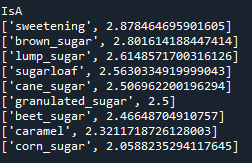 IsA
['sweetening', 2.878464695901605]
['brown_sugar', 2.801614188447414]
['lump_sugar', 2.6148571700316126]
['sugarloaf', 2.5630334919999043]
['cane_sugar', 2.506962200196294]
['granulated_sugar', 2.5]
['beet_sugar', 2.46648704910757]
['caramel', 2.3211718726128003]
['corn_sugar', 2.0588235294117645]